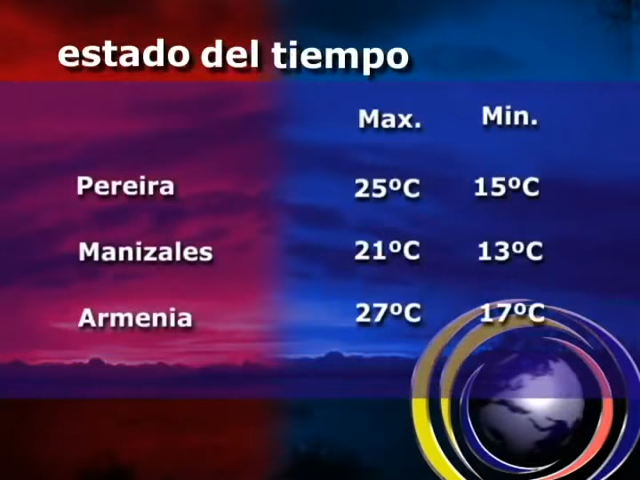 estado del tiempo
Max. Min.
Pereira 25ºC 15ºC
Manizales 21ºC 13ºC
Armenia 27ºC 17ºC